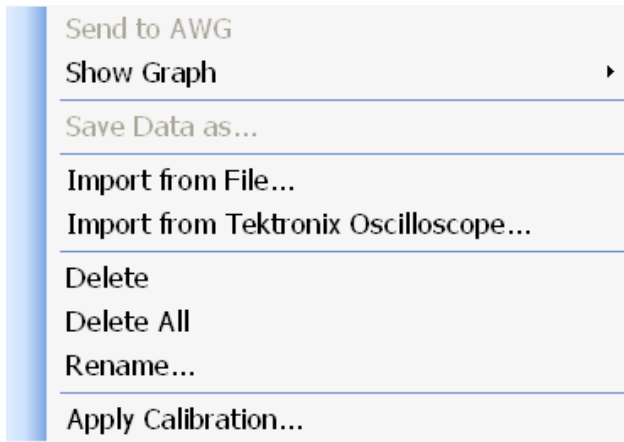 Send to AWG
Show Graph
Save Data as...
Import from File...
Import from Tektronix Oscilloscope...
Delete
Delete All
Rename...
Apply Calibration...